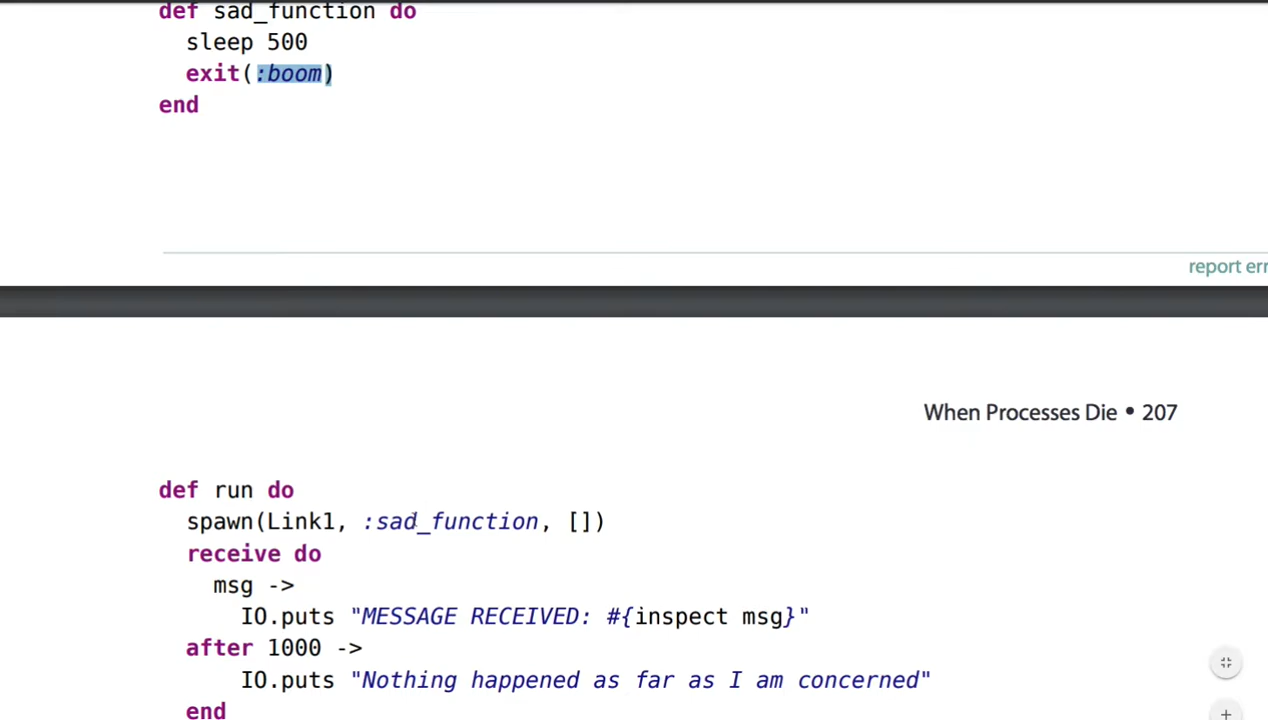 def sad_function do
sleep 500
exit(:boom)
end
report err
When Processes Die • 207
def run do
spawn(Link1, :sad_function, [])
receive do
msg ->
IO.puts "MESSAGE RECEIVED: #{inspect msg}"
after 1000 ->
IO.puts "Nothing happened as far as I am concerned"
end